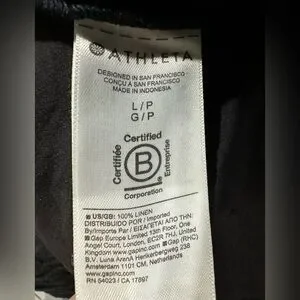 ATHLETA
DESIGNED IN SAN FRANCISCO
CONÇU À SAN FRANCISCO
MADE IN INDONESIA
L / P
G / P
Certified
Certifiée
B
Entreprise
Corporation
US/GB: 100% LINEN
DISTRIBUIDO POR / Imported
By/Importe Par / ΕΙΣΑΓΕΤΑΙ ΑΠΟ ΤΗΝ:
Gap Europe Limited 13th Floor, One
Angel Court, London, EC2R 7HJ, United
Kingdom www.gapinc.com Gap (RHC)
B.V. Luna ArenA Herikerbergweg 238
Amsterdam 1101 CM, Netherlands
www.gapinc.com
RN 54023 / CA 17897